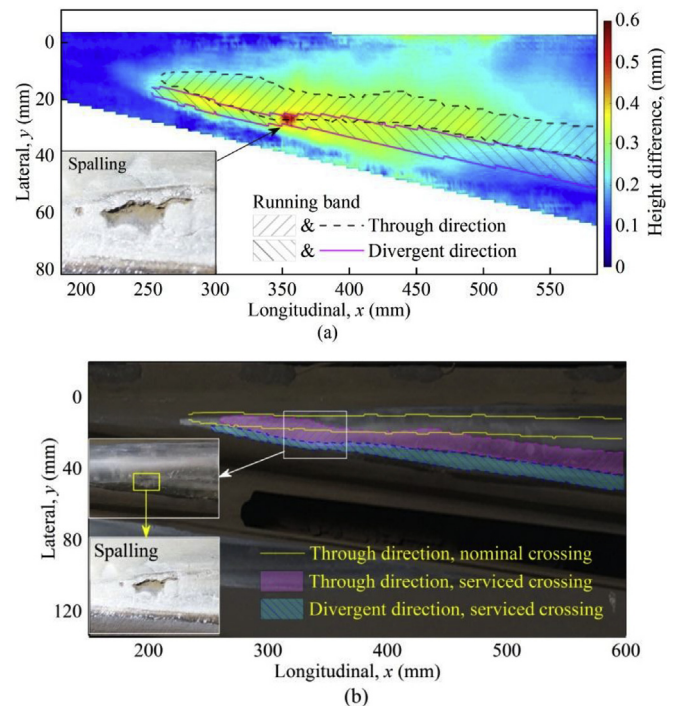 0
20
40
60
80
Lateral, y (mm)
Spalling
Running band
& Through direction
& Divergent direction
200 250 300 350 400 450 500 550
Longitudinal, x (mm)
0.6
0.5
0.4
0.3
0.2
0.1
0
Height difference, (mm)
(a)
0
40
80
120
Lateral, y (mm)
Spalling
Through direction, nominal crossing
Through direction, serviced crossing
Divergent direction, serviced crossing
200 300 400 500 600
Longitudinal, x (mm)
(b)